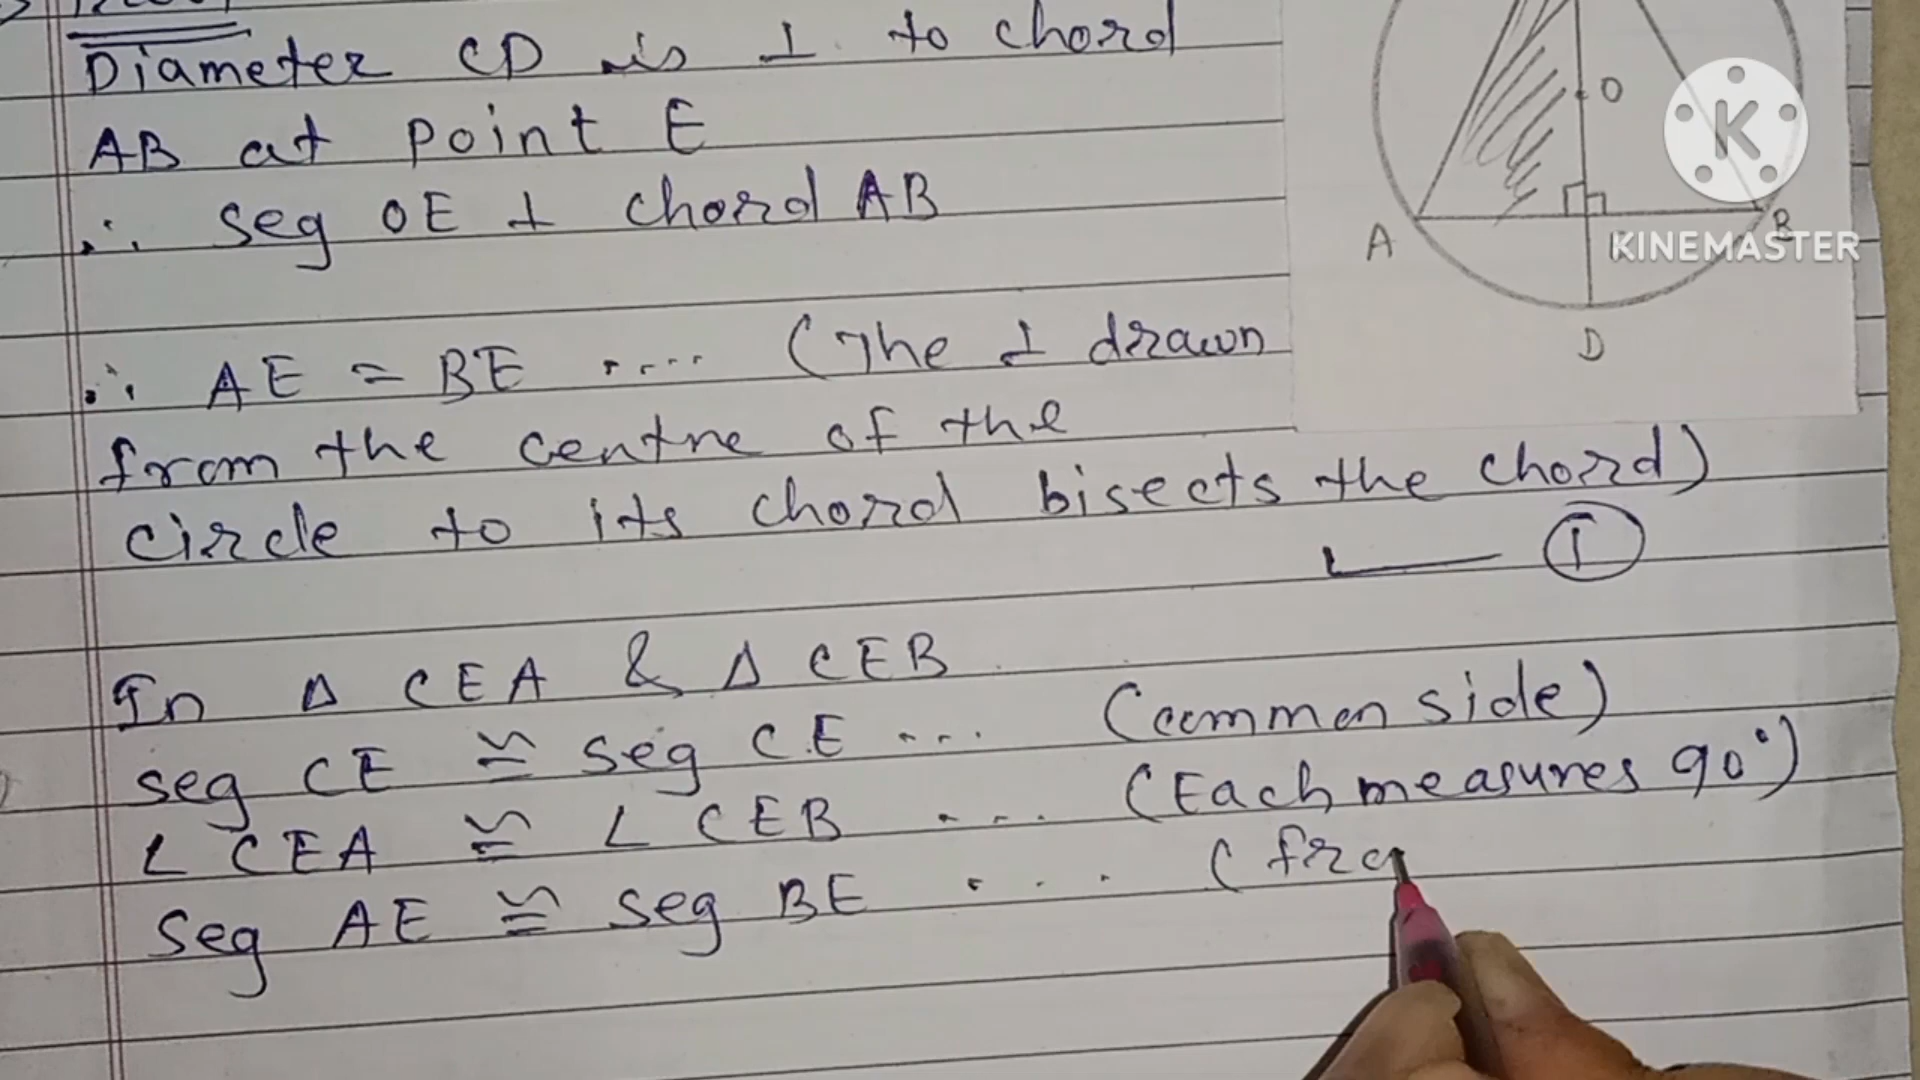 Diameter CD is ⊥ to chord
AB at point E
∴ seg OE ⊥ chord AB
∴ AE = BE .... (The ⊥ drawn
from the centre of the
circle to its chord bisects the chord)
I
In Δ CEA & Δ CEB
seg CE ≅ seg CE ... (common side)
∠ CEA ≅ ∠ CEB ... (Each measures 90°)
seg AE ≅ seg BE ... (fro
O
A
B
D
K
KINEMASTER